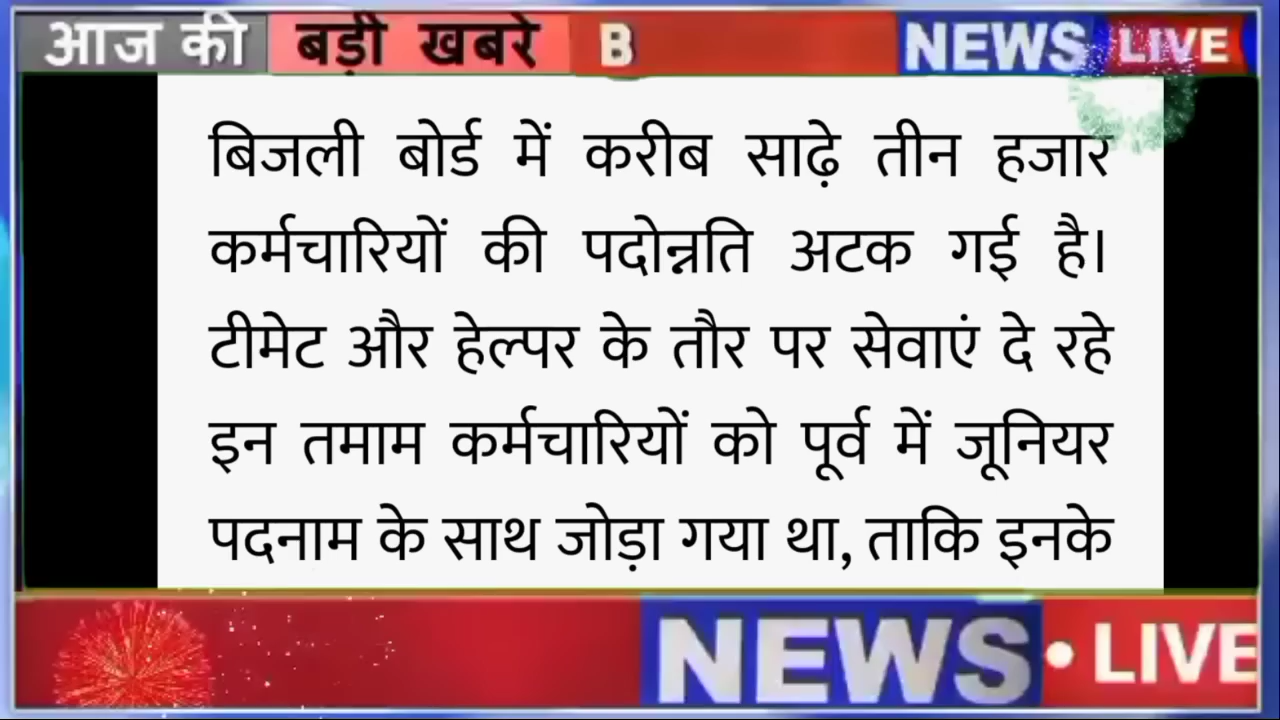 आज की बड़ी खबरे B NEWS LIVE
बिजली बोर्ड में करीब साढ़े तीन हजार
कर्मचारियों की पदोन्नति अटक गई है।
टीमेट और हेल्पर के तौर पर सेवाएं दे रहे
इन तमाम कर्मचारियों को पूर्व में जूनियर
पदनाम के साथ जोड़ा गया था, ताकि इनके
NEWS • LIVE